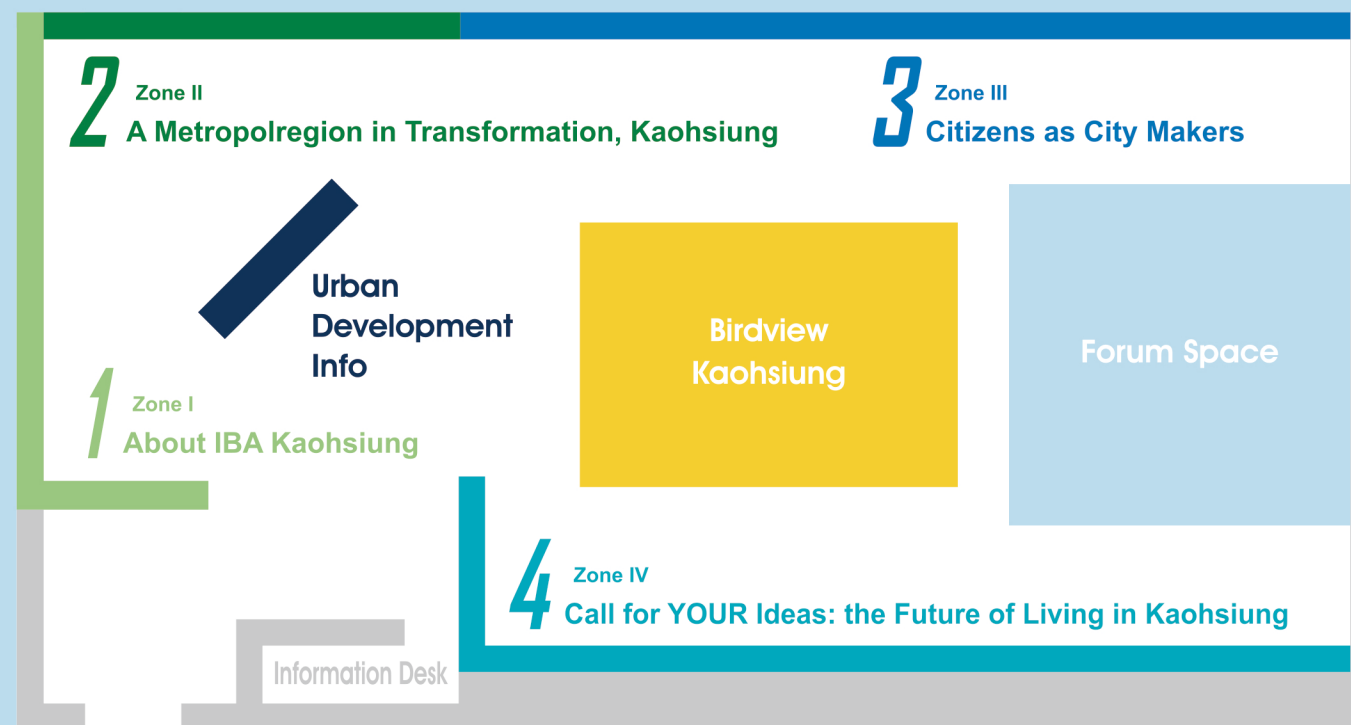 2
Zone II
A Metropolregion in Transformation, Kaohsiung
3
Zone III
Citizens as City Makers
Urban
Development
Info
Birdview
Kaohsiung
Forum Space
1
Zone I
About IBA Kaohsiung
4
Zone IV
Call for YOUR Ideas: the Future of Living in Kaohsiung
Information Desk